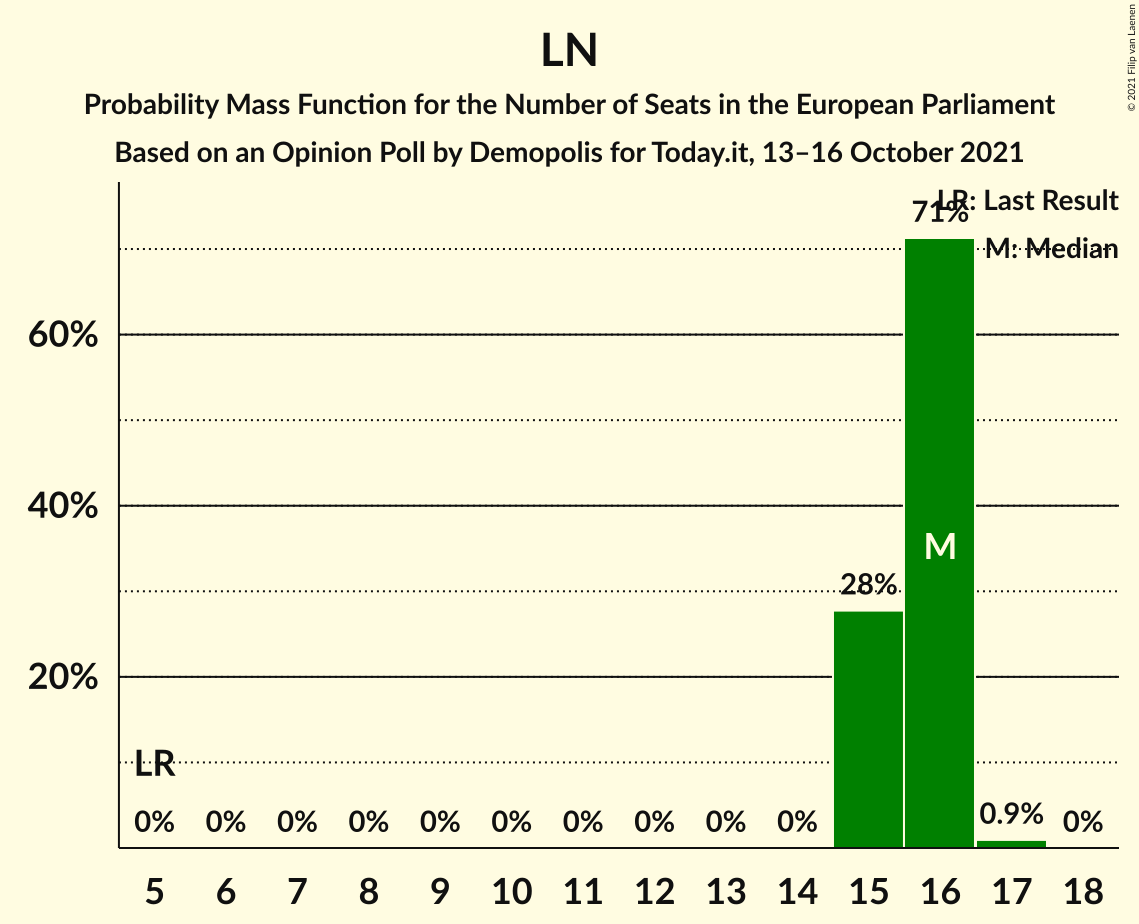 LN
Probability Mass Function for the Number of Seats in the European Parliament
Based on an Opinion Poll by Demopolis for Today.it, 13–16 October 2021
© 2021 Filip van Laenen
LR: Last Result
M: Median
71%
60%
40%
M
28%
20%
LR
0% 0% 0% 0% 0% 0% 0% 0% 0% 0% 0.9% 0%
5 6 7 8 9 10 11 12 13 14 15 16 17 18